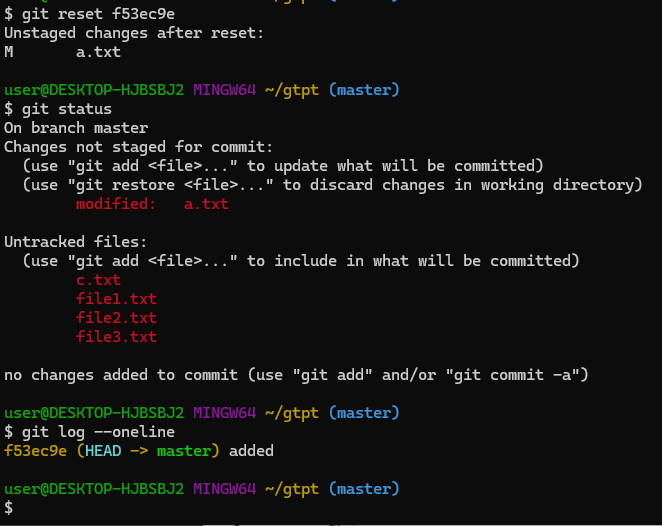 $ git reset f53ec9e
Unstaged changes after reset:
M       a.txt
user@DESKTOP-HJBSBJ2 MINGW64 ~/gtpt (master)
$ git status
On branch master
Changes not staged for commit:
  (use "git add <file>..." to update what will be committed)
  (use "git restore <file>..." to discard changes in working directory)
        modified:   a.txt
Untracked files:
  (use "git add <file>..." to include in what will be committed)
        c.txt
        file1.txt
        file2.txt
        file3.txt
no changes added to commit (use "git add" and/or "git commit -a")
user@DESKTOP-HJBSBJ2 MINGW64 ~/gtpt (master)
$ git log --oneline
f53ec9e (HEAD -> master) added
user@DESKTOP-HJBSBJ2 MINGW64 ~/gtpt (master)
$